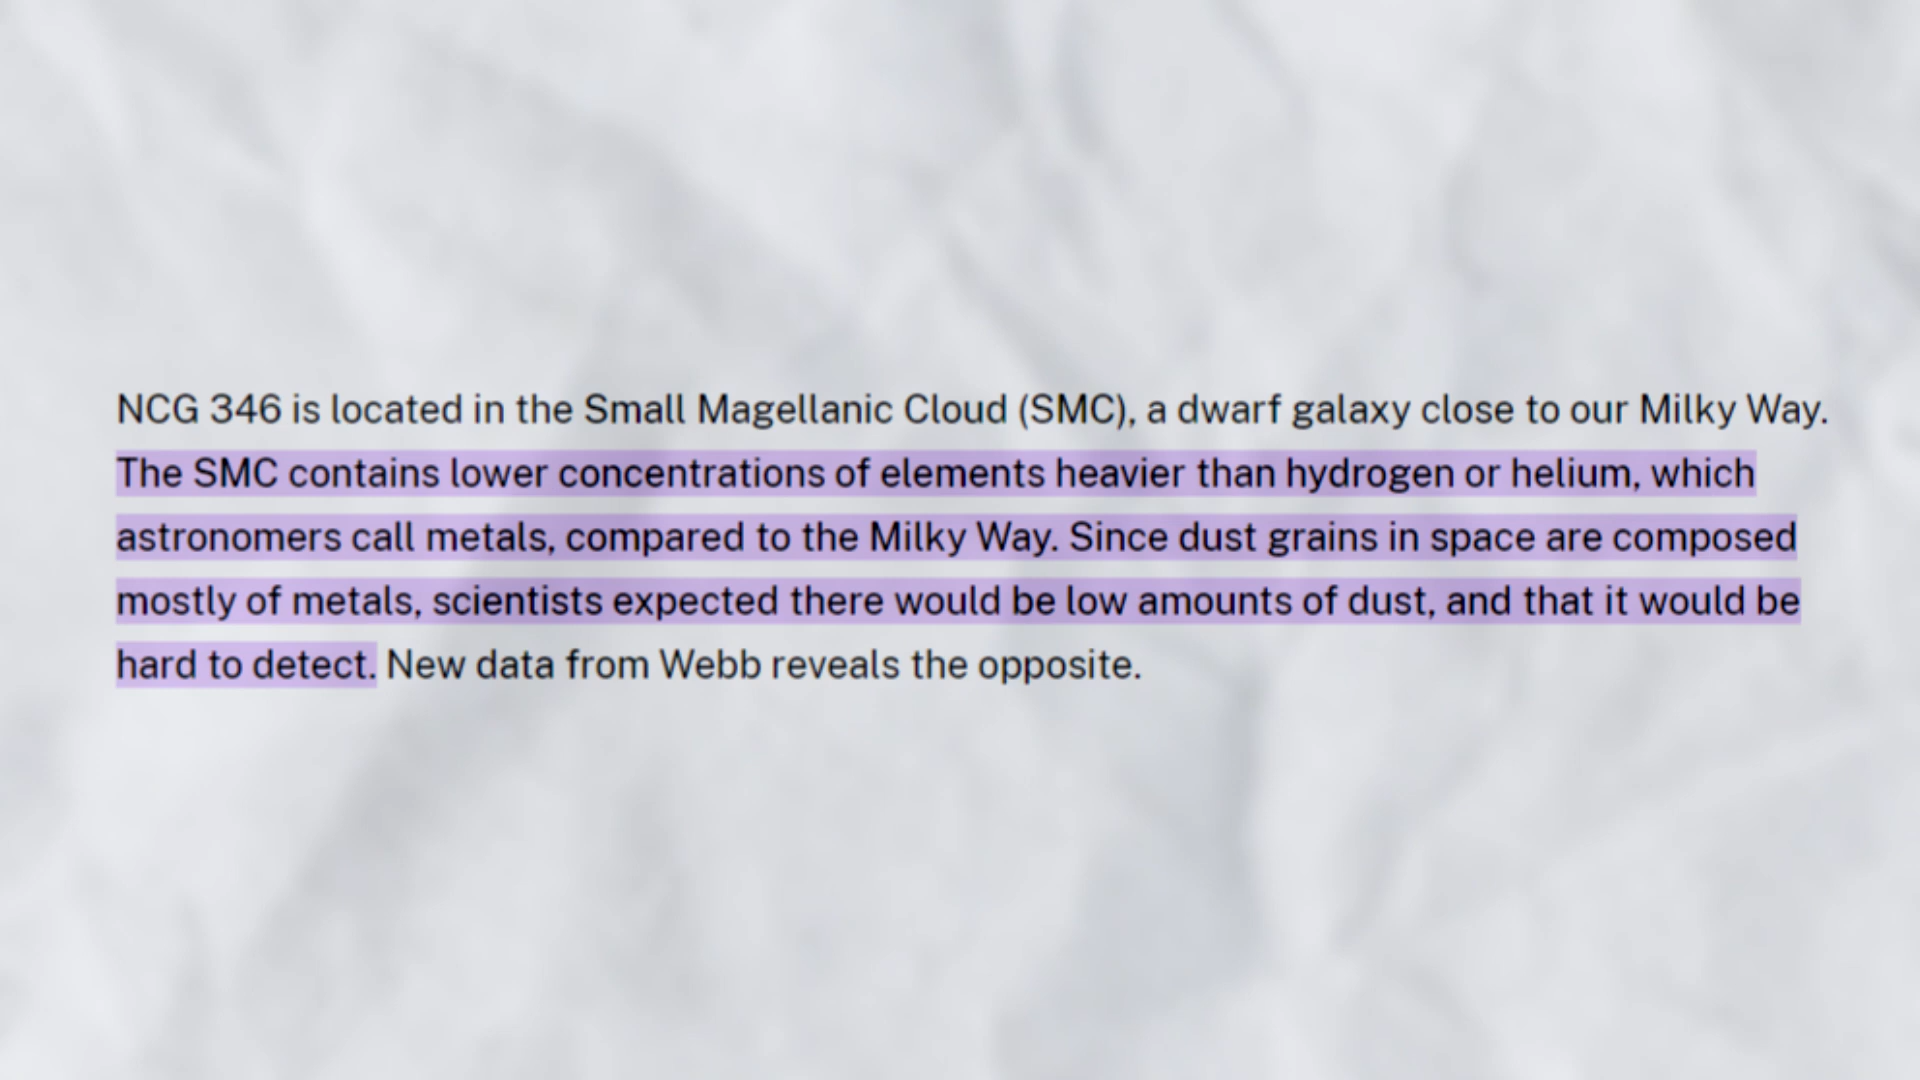 NCG 346 is located in the Small Magellanic Cloud (SMC), a dwarf galaxy close to our Milky Way.
The SMC contains lower concentrations of elements heavier than hydrogen or helium, which
astronomers call metals, compared to the Milky Way. Since dust grains in space are composed
mostly of metals, scientists expected there would be low amounts of dust, and that it would be
hard to detect. New data from Webb reveals the opposite.